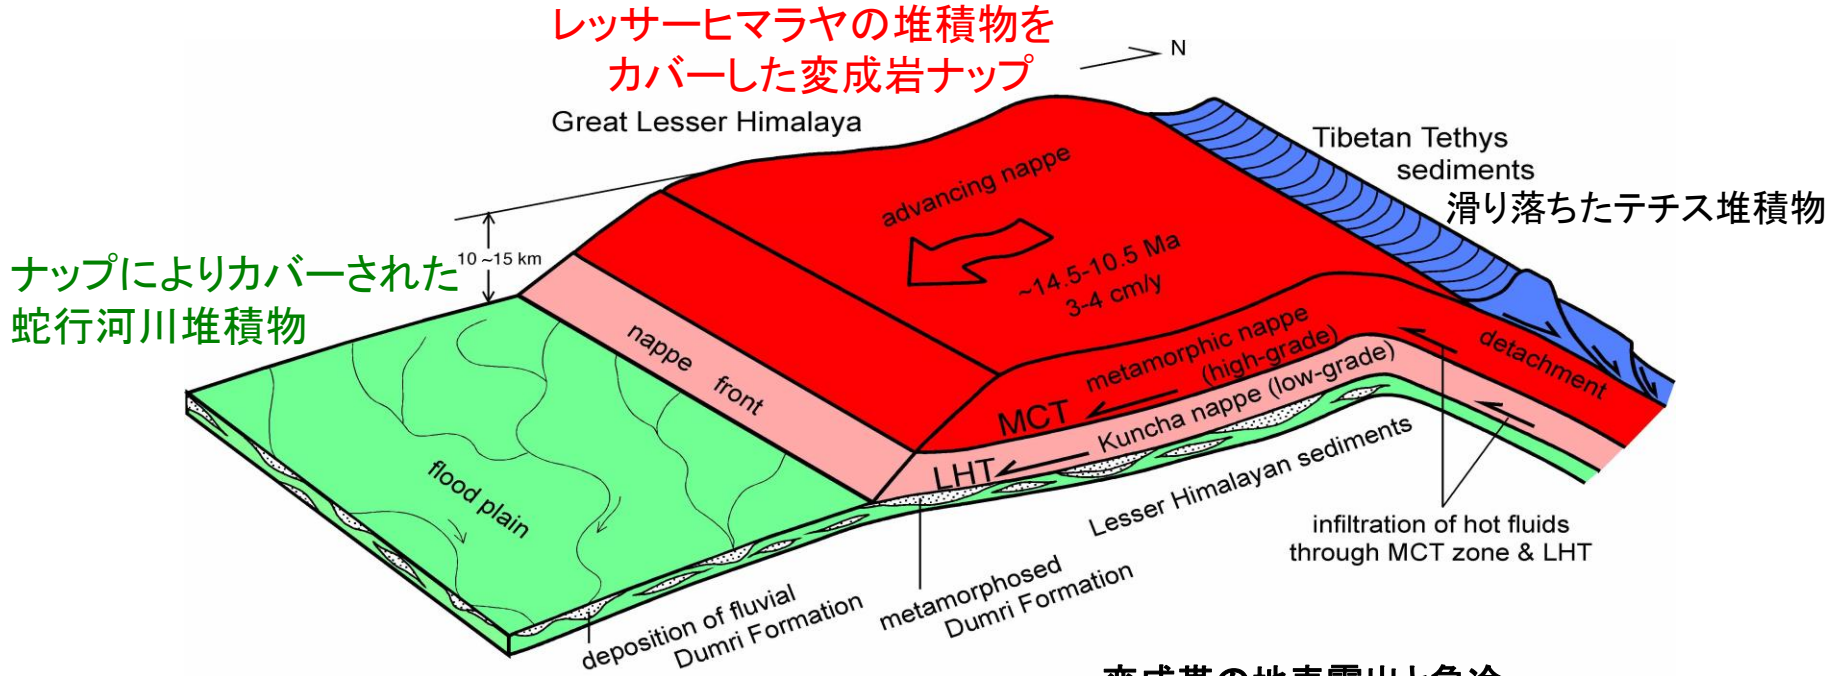 レッサーヒマラヤの堆積物を
カバーした変成岩ナップ
N
Great Lesser Himalaya
Tibetan Tethys
sediments
滑り落ちたテチス堆積物
advancing nappe
~14.5-10.5 Ma
3-4 cm/y
10 ~15 km
ナップによりカバーされた
蛇行河川堆積物
nappe front
metamorphic nappe
(high-grade)
detachment
MCT
Kuncha nappe (low-grade)
LHT
flood plain
Lesser Himalayan sediments
infiltration of hot fluids
through MCT zone & LHT
deposition of fluvial
Dumri Formation
metamorphosed
Dumri Formation